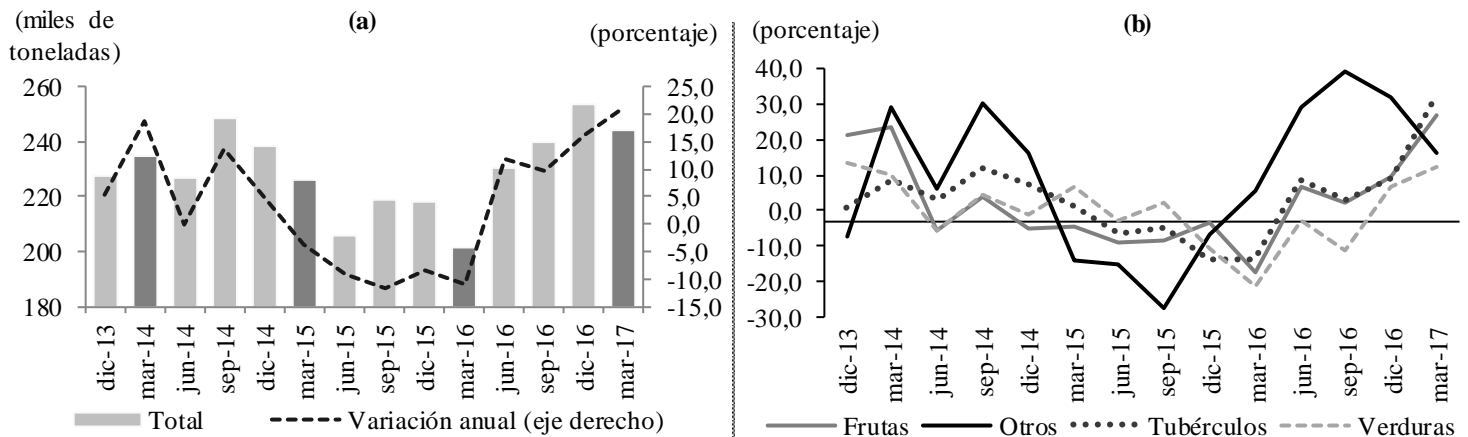 (miles de toneladas)
(a)
(porcentaje)
260
240
220
200
180
25,0
20,0
15,0
10,0
5,0
0,0
-5,0
-10,0
-15,0
dic-13
mar-14
jun-14
sep-14
dic-14
mar-15
jun-15
sep-15
dic-15
mar-16
jun-16
sep-16
dic-16
mar-17
Total
Variación anual (eje derecho)
(porcentaje)
(b)
40,0
30,0
20,0
10,0
0,0
-10,0
-20,0
-30,0
dic-13
mar-14
jun-14
sep-14
dic-14
mar-15
jun-15
sep-15
dic-15
mar-16
jun-16
sep-16
dic-16
mar-17
Frutas
Otros
Tubérculos
Verduras